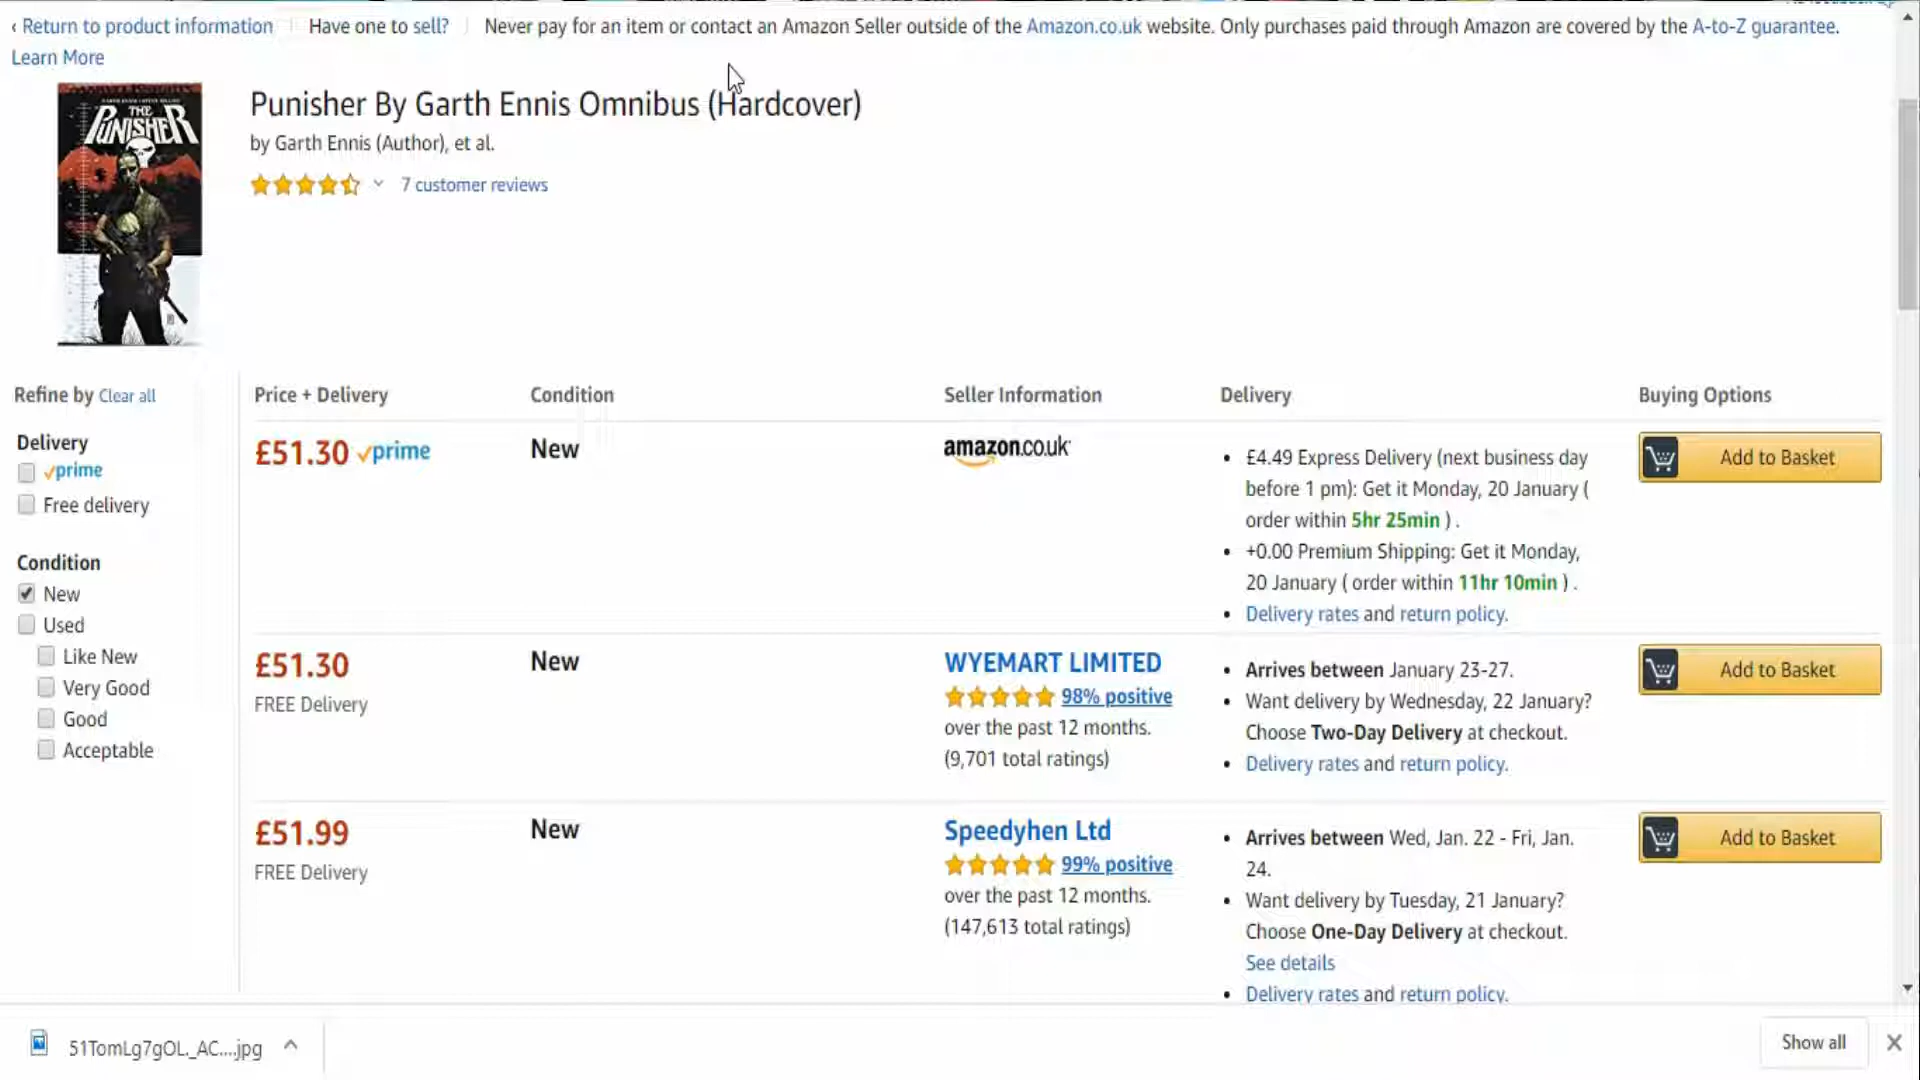 ‹ Return to product information
Have one to sell?
Never pay for an item or contact an Amazon Seller outside of the Amazon.co.uk website. Only purchases paid through Amazon are covered by the A-to-Z guarantee.
Learn More
THE
PUNISHER
Punisher By Garth Ennis Omnibus (Hardcover)
by Garth Ennis (Author), et al.
7 customer reviews
Refine by Clear all
Delivery
prime
Free delivery
Condition
New
Used
Like New
Very Good
Good
Acceptable
Price + Delivery
Condition
Seller Information
Delivery
Buying Options
£51.30 prime
New
amazon.co.uk
• £4.49 Express Delivery (next business day
before 1 pm): Get it Monday, 20 January (
order within 5hr 25min ) .
• +0.00 Premium Shipping: Get it Monday,
20 January ( order within 11hr 10min ) .
• Delivery rates and return policy.
Add to Basket
£51.30
FREE Delivery
New
WYEMART LIMITED
98% positive
over the past 12 months.
(9,701 total ratings)
• Arrives between January 23-27.
• Want delivery by Wednesday, 22 January?
Choose Two-Day Delivery at checkout.
• Delivery rates and return policy.
Add to Basket
£51.99
FREE Delivery
New
Speedyhen Ltd
99% positive
over the past 12 months.
(147,613 total ratings)
• Arrives between Wed, Jan. 22 - Fri, Jan.
24.
• Want delivery by Tuesday, 21 January?
Choose One-Day Delivery at checkout.
See details
• Delivery rates and return policy.
Add to Basket
51TomLg7gOL._AC....jpg
Show all